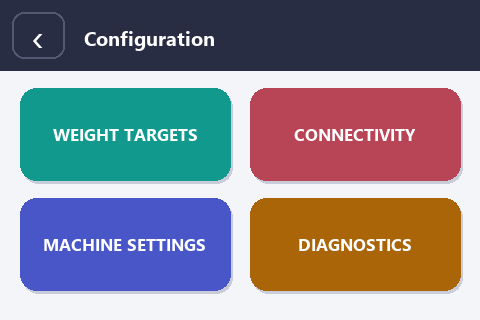 Configuration
WEIGHT TARGETS
CONNECTIVITY
MACHINE SETTINGS
DIAGNOSTICS